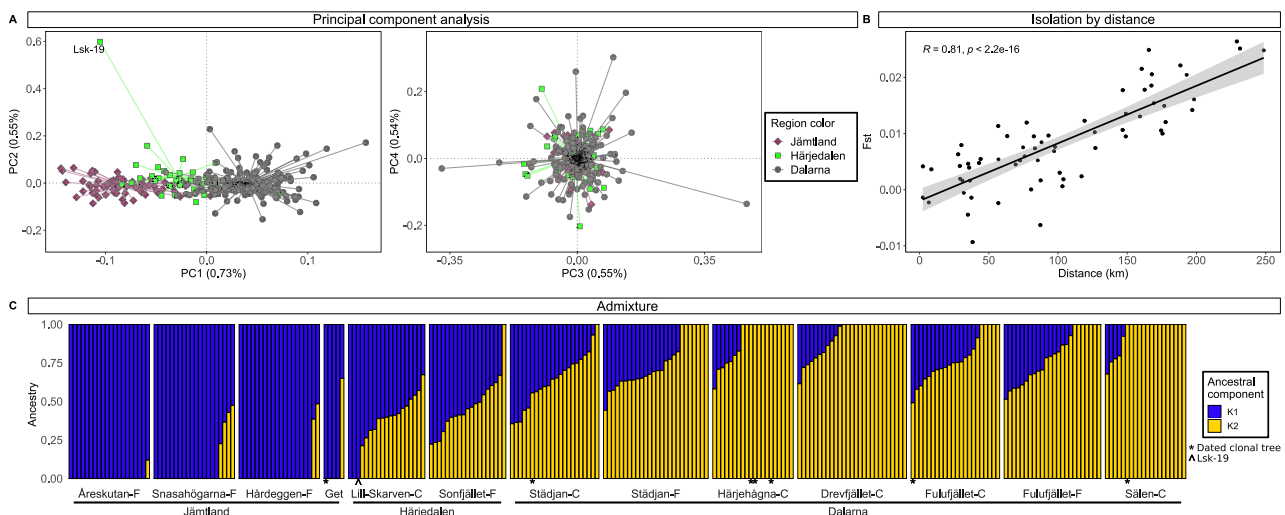 A
Principal component analysis
Lsk-19
0.6
0.4
0.2
0.0
-0.2
PC2 (0.55%)
-0.1
0.0
0.1
PC1 (0.73%)
0.2
0.0
-0.2
PC4 (0.54%)
-0.35
0.00
0.35
PC3 (0.55%)
Region color
Jämtland
Härjedalen
Dalarna
B
Isolation by distance
R = 0.81, p < 2.2e-16
0.02
0.01
0.00
-0.01
Fst
0
50
100
150
200
250
Distance (km)
C
Admixture
1.00
0.75
0.50
0.25
0.00
Ancestry
Åreskutan-F
Snasahögarna-F
Hårdeggen-F
Get
Lill-Skarven-C
Sonfjället-F
Städjan-C
Städjan-F
Härjehågna-C
Drevfjället-C
Fulufjället-C
Fulufjället-F
Sälen-C
Jämtland
Härjedalen
Dalarna
Ancestral
component
K1
K2
* Dated clonal tree
^ Lsk-19